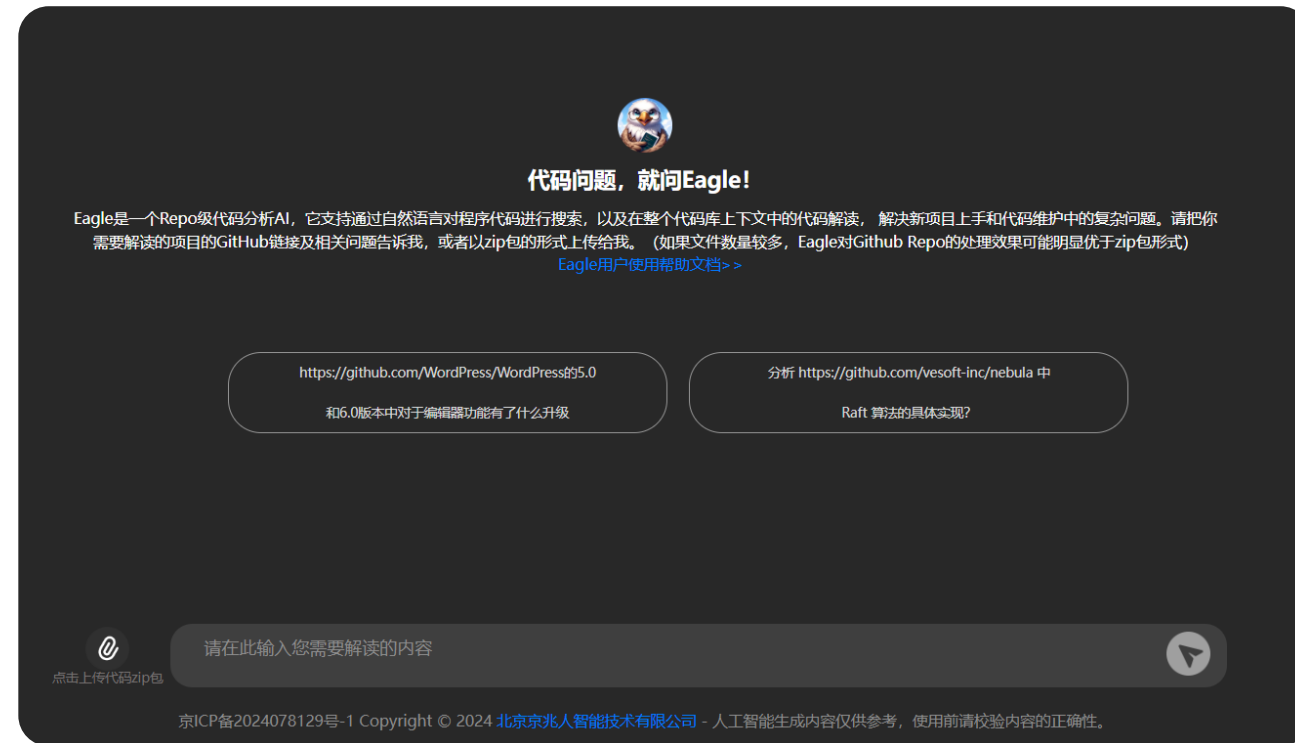 代码问题，就问Eagle！
Eagle是一个Repo级代码分析AI，它支持通过自然语言对程序代码进行搜索，以及在整个代码库上下文中的代码解读， 解决新项目上手和代码维护中的复杂问题。请把你
需要解读的项目的GitHub链接及相关问题告诉我，或者以zip包的形式上传给我。（如果文件数量较多，Eagle对Github Repo的处理效果可能明显优于zip包形式）
Eagle用户使用帮助文档>>
https://github.com/WordPress/WordPress的5.0
和6.0版本中对于编辑器功能有了什么升级
分析 https://github.com/vesoft-inc/nebula 中
Raft 算法的具体实现？
请在此输入您需要解读的内容
点击上传代码zip包
京ICP备2024078129号-1 Copyright © 2024 北京京兆人智能技术有限公司 - 人工智能生成内容仅供参考，使用前请校验内容的正确性。